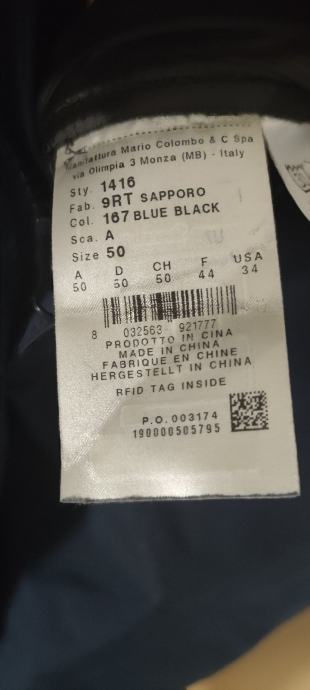 Manifattura Mario Colombo & C Spa
via Olimpia 3 Monza (MB) - Italy
Sty. 1416
Fab. 9RT SAPPORO
Col. 167 BLUE BLACK
Sca. A
Size 50
A D CH F USA
50 50 50 44 34
8 032563 921777
PRODOTTO IN CINA
MADE IN CHINA
FABRIQUE EN CHINE
HERGESTELLT IN CHINA
RFID TAG INSIDE
P.O. 003174
190000505795